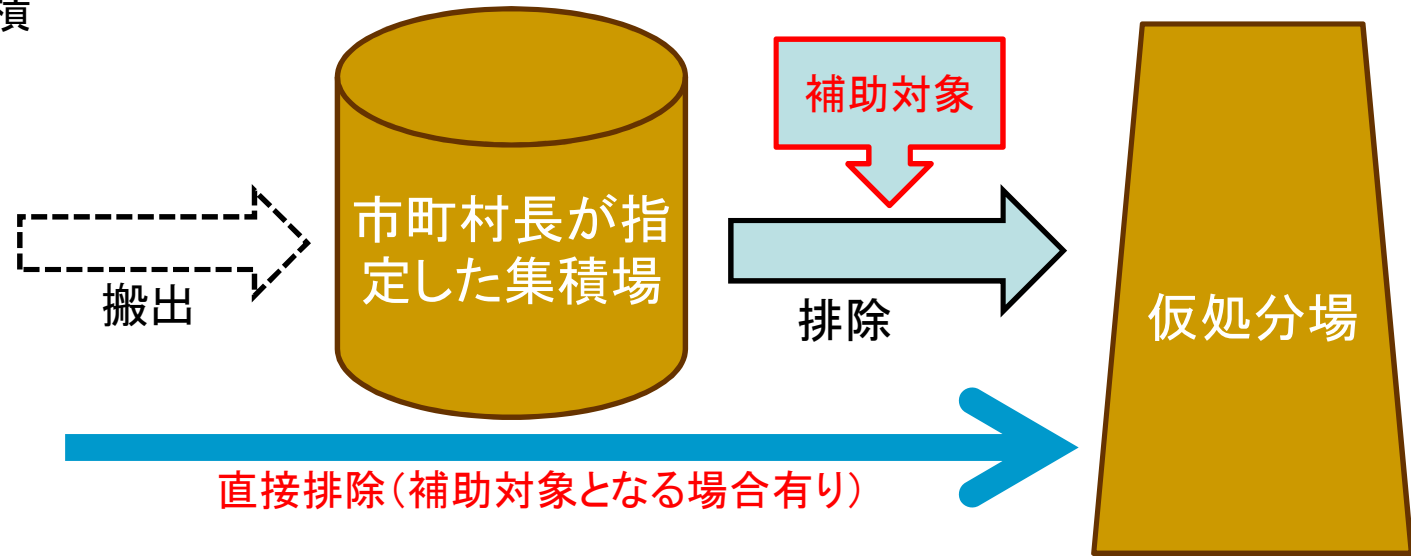 積
補助対象
市町村長が指
定した集積場
搬出
排除
仮処分場
直接排除（補助対象となる場合有り）